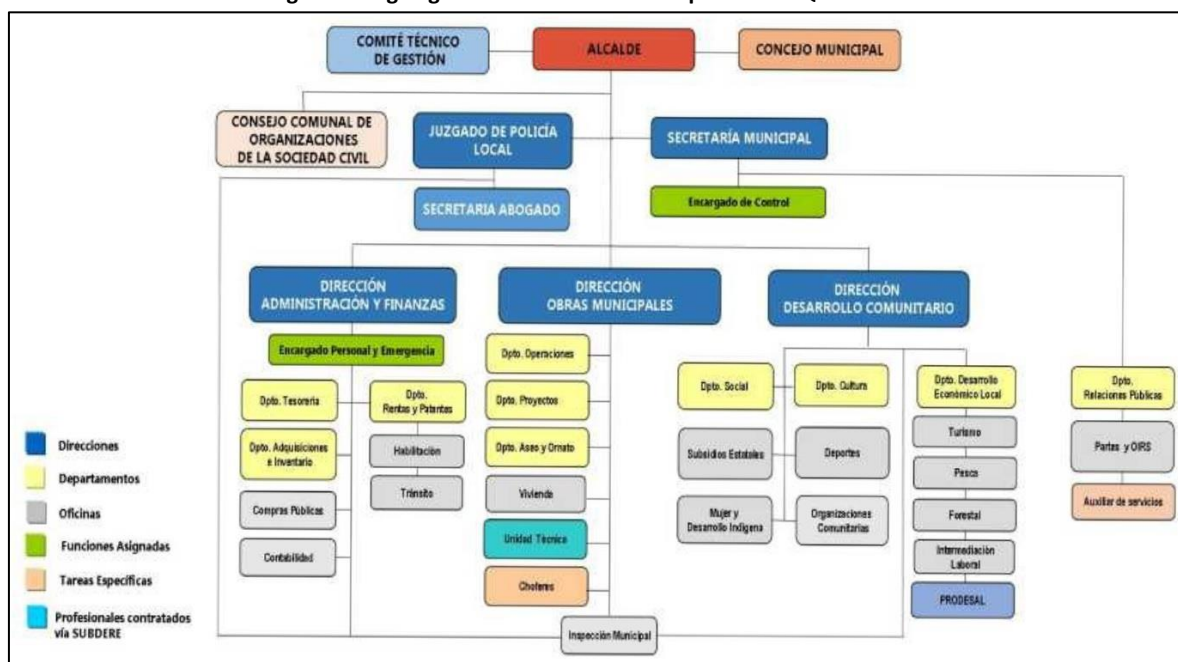 COMITÉ TÉCNICO
DE GESTIÓN
ALCALDE
CONCEJO MUNICIPAL
CONSEJO COMUNAL DE
ORGANIZACIONES
DE LA SOCIEDAD CIVIL
JUZGADO DE POLICÍA
LOCAL
SECRETARÍA MUNICIPAL
SECRETARIA ABOGADO
Encargado de Control
DIRECCIÓN
ADMINISTRACIÓN Y FINANZAS
DIRECCIÓN
OBRAS MUNICIPALES
DIRECCIÓN
DESARROLLO COMUNITARIO
Encargado Personal y Emergencia
Dpto. Tesorería
Dpto.
Rentas y Patentes
Dpto. Adquisiciones
e Inventario
Habilitación
Compras Públicas
Tránsito
Contabilidad
Dpto. Operaciones
Dpto. Proyectos
Dpto. Aseo y Ornato
Vivienda
Unidad Técnica
Choferes
Inspección Municipal
Dpto. Social
Dpto. Cultura
Subsidios Estatales
Deportes
Mujer y
Desarrollo Indígena
Organizaciones
Comunitarias
Dpto. Desarrollo
Económico Local
Turismo
Pesca
Forestal
Intermediación
Laboral
PRODESAL
Dpto.
Relaciones Públicas
Partes y OIRS
Auxiliar de servicios
Direcciones
Departamentos
Oficinas
Funciones Asignadas
Tareas Específicas
Profesionales contratados
vía SUBDERE